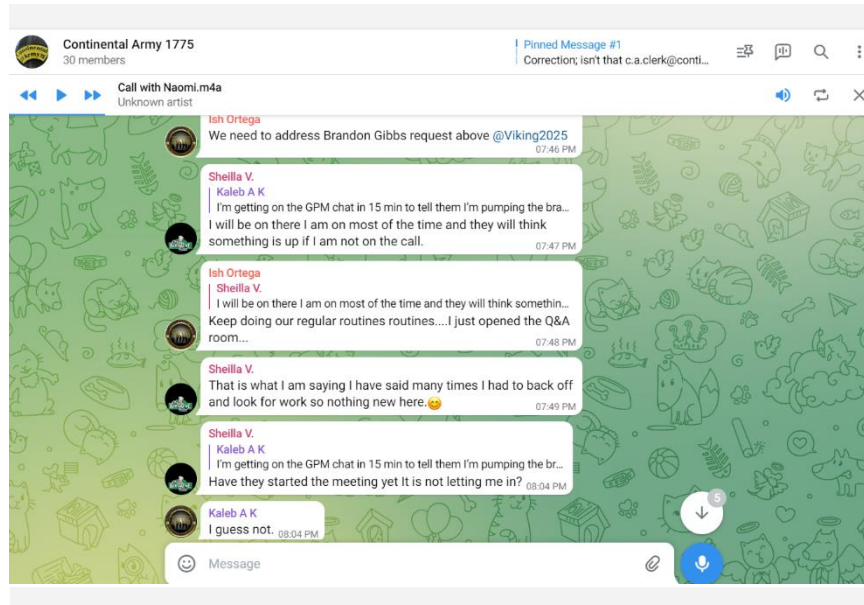 Continental Army 1775
30 members
Pinned Message #1
Correction; isn't that c.a.clerk@conti...
Call with Naomi.m4a
Unknown artist
Ish Ortega
We need to address Brandon Gibbs request above @Viking2025
07:46 PM
Sheilla V.
Kaleb A K
I'm getting on the GPM chat in 15 min to tell them I'm pumping the bra...
I will be on there I am on most of the time and they will think
something is up if I am not on the call.
07:47 PM
Ish Ortega
Sheilla V.
I will be on there I am on most of the time and they will think somethin...
Keep doing our regular routines routines....I just opened the Q&A
room...
07:48 PM
Sheilla V.
That is what I am saying I have said many times I had to back off
and look for work so nothing new here.😊
07:49 PM
Sheilla V.
Kaleb A K
I'm getting on the GPM chat in 15 min to tell them I'm pumping the br...
Have they started the meeting yet It is not letting me in? 08:04 PM
5
Kaleb A K
I guess not. 08:04 PM
Message